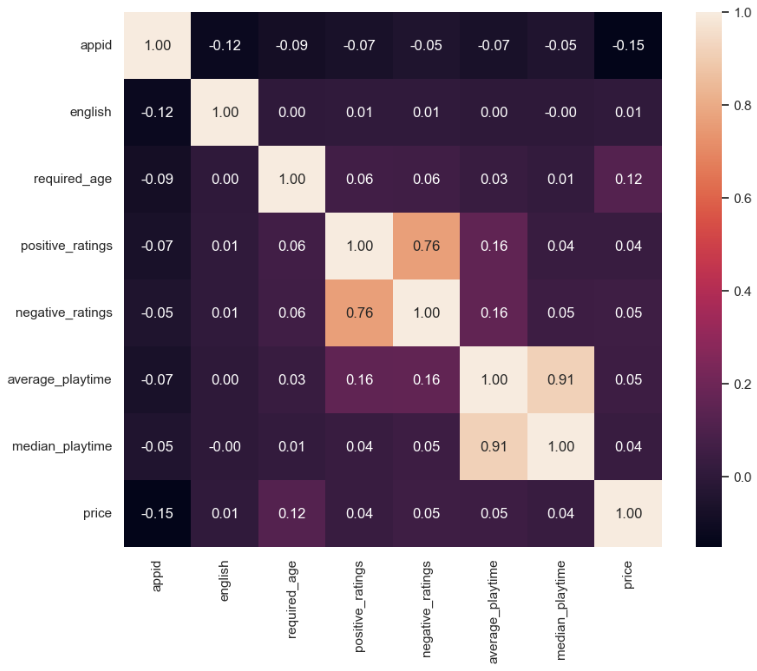 appid 1.00 -0.12 -0.09 -0.07 -0.05 -0.07 -0.05 -0.15
english -0.12 1.00 0.00 0.01 0.01 0.00 -0.00 0.01
required_age -0.09 0.00 1.00 0.06 0.06 0.03 0.01 0.12
positive_ratings -0.07 0.01 0.06 1.00 0.76 0.16 0.04 0.04
negative_ratings -0.05 0.01 0.06 0.76 1.00 0.16 0.05 0.05
average_playtime -0.07 0.00 0.03 0.16 0.16 1.00 0.91 0.05
median_playtime -0.05 -0.00 0.01 0.04 0.05 0.91 1.00 0.04
price -0.15 0.01 0.12 0.04 0.05 0.05 0.04 1.00
appid english required_age positive_ratings negative_ratings average_playtime median_playtime price
1.0
0.8
0.6
0.4
0.2
0.0